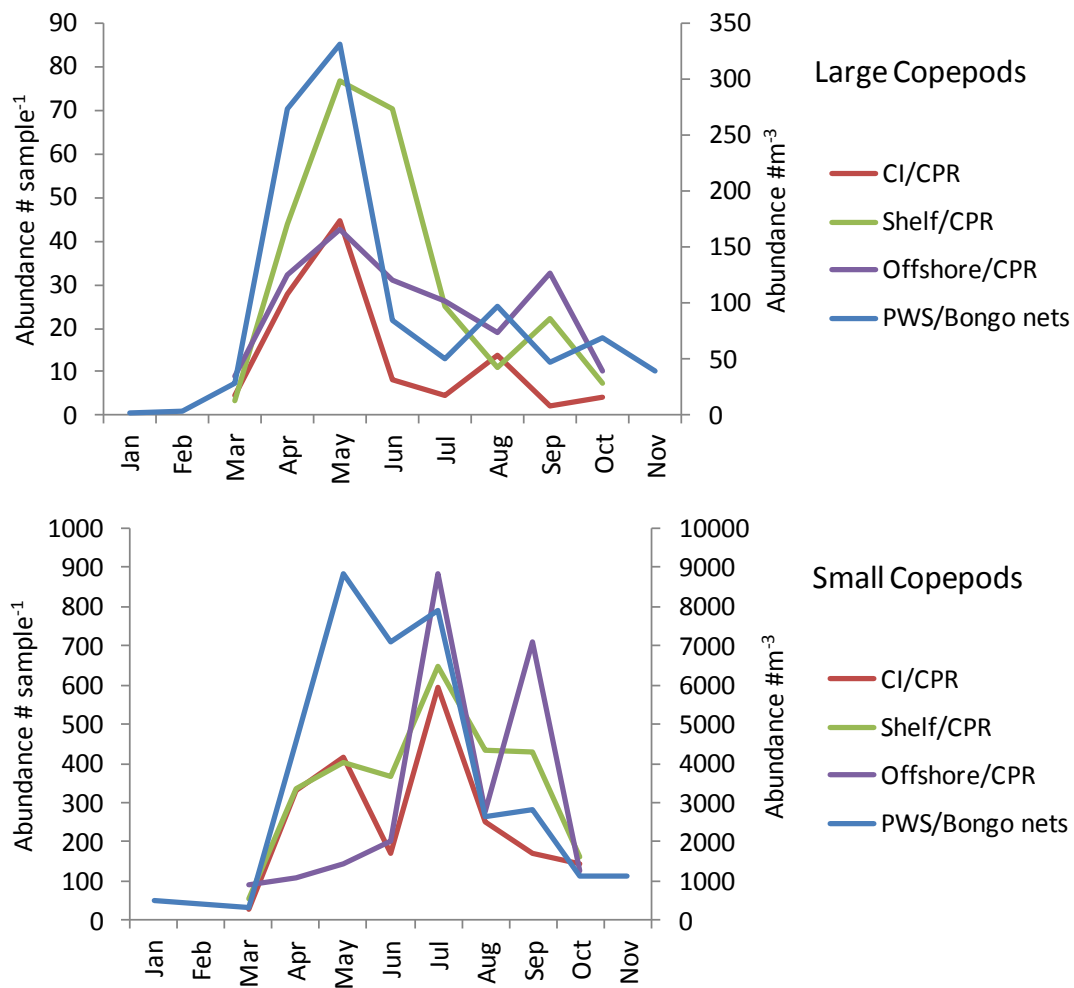 Large Copepods
Abundance # sample-1
90
80
70
60
50
40
30
20
10
0
350
300
250
200
150
100
50
0
Abundance #m-3
Jan
Feb
Mar
Apr
May
Jun
Jul
Aug
Sep
Oct
Nov
CI/CPR
Shelf/CPR
Offshore/CPR
PWS/Bongo nets
Small Copepods
Abundance # sample-1
1000
900
800
700
600
500
400
300
200
100
0
10000
9000
8000
7000
6000
5000
4000
3000
2000
1000
0
Abundance #m-3
Jan
Feb
Mar
Apr
May
Jun
Jul
Aug
Sep
Oct
Nov
CI/CPR
Shelf/CPR
Offshore/CPR
PWS/Bongo nets